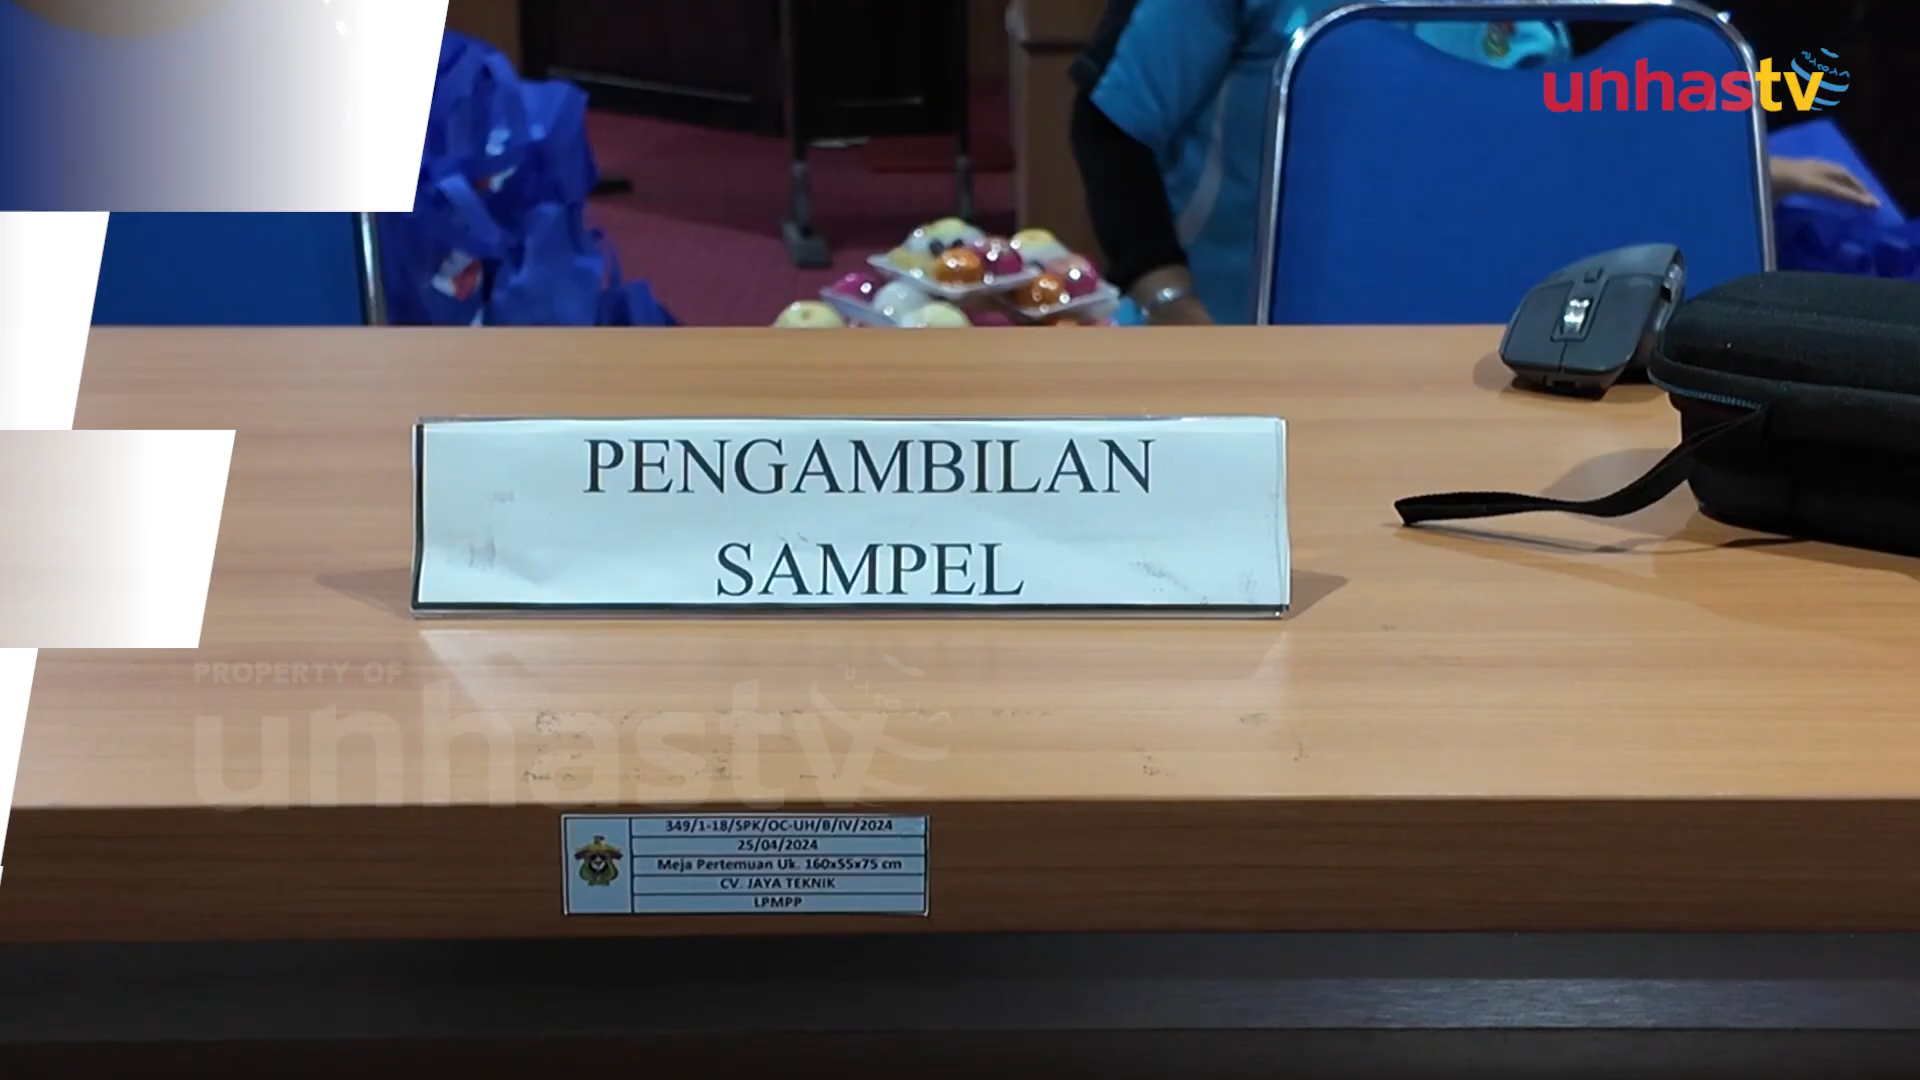 unhastv
PENGAMBILAN
SAMPEL
PROPERTY OF
unhastv
349/1-18/SPK/OC-UH/B/IV/2024
25/04/2024
Meja Pertemuan Uk. 160x55x75 cm
CV. JAYA TEKNIK
LPMPP